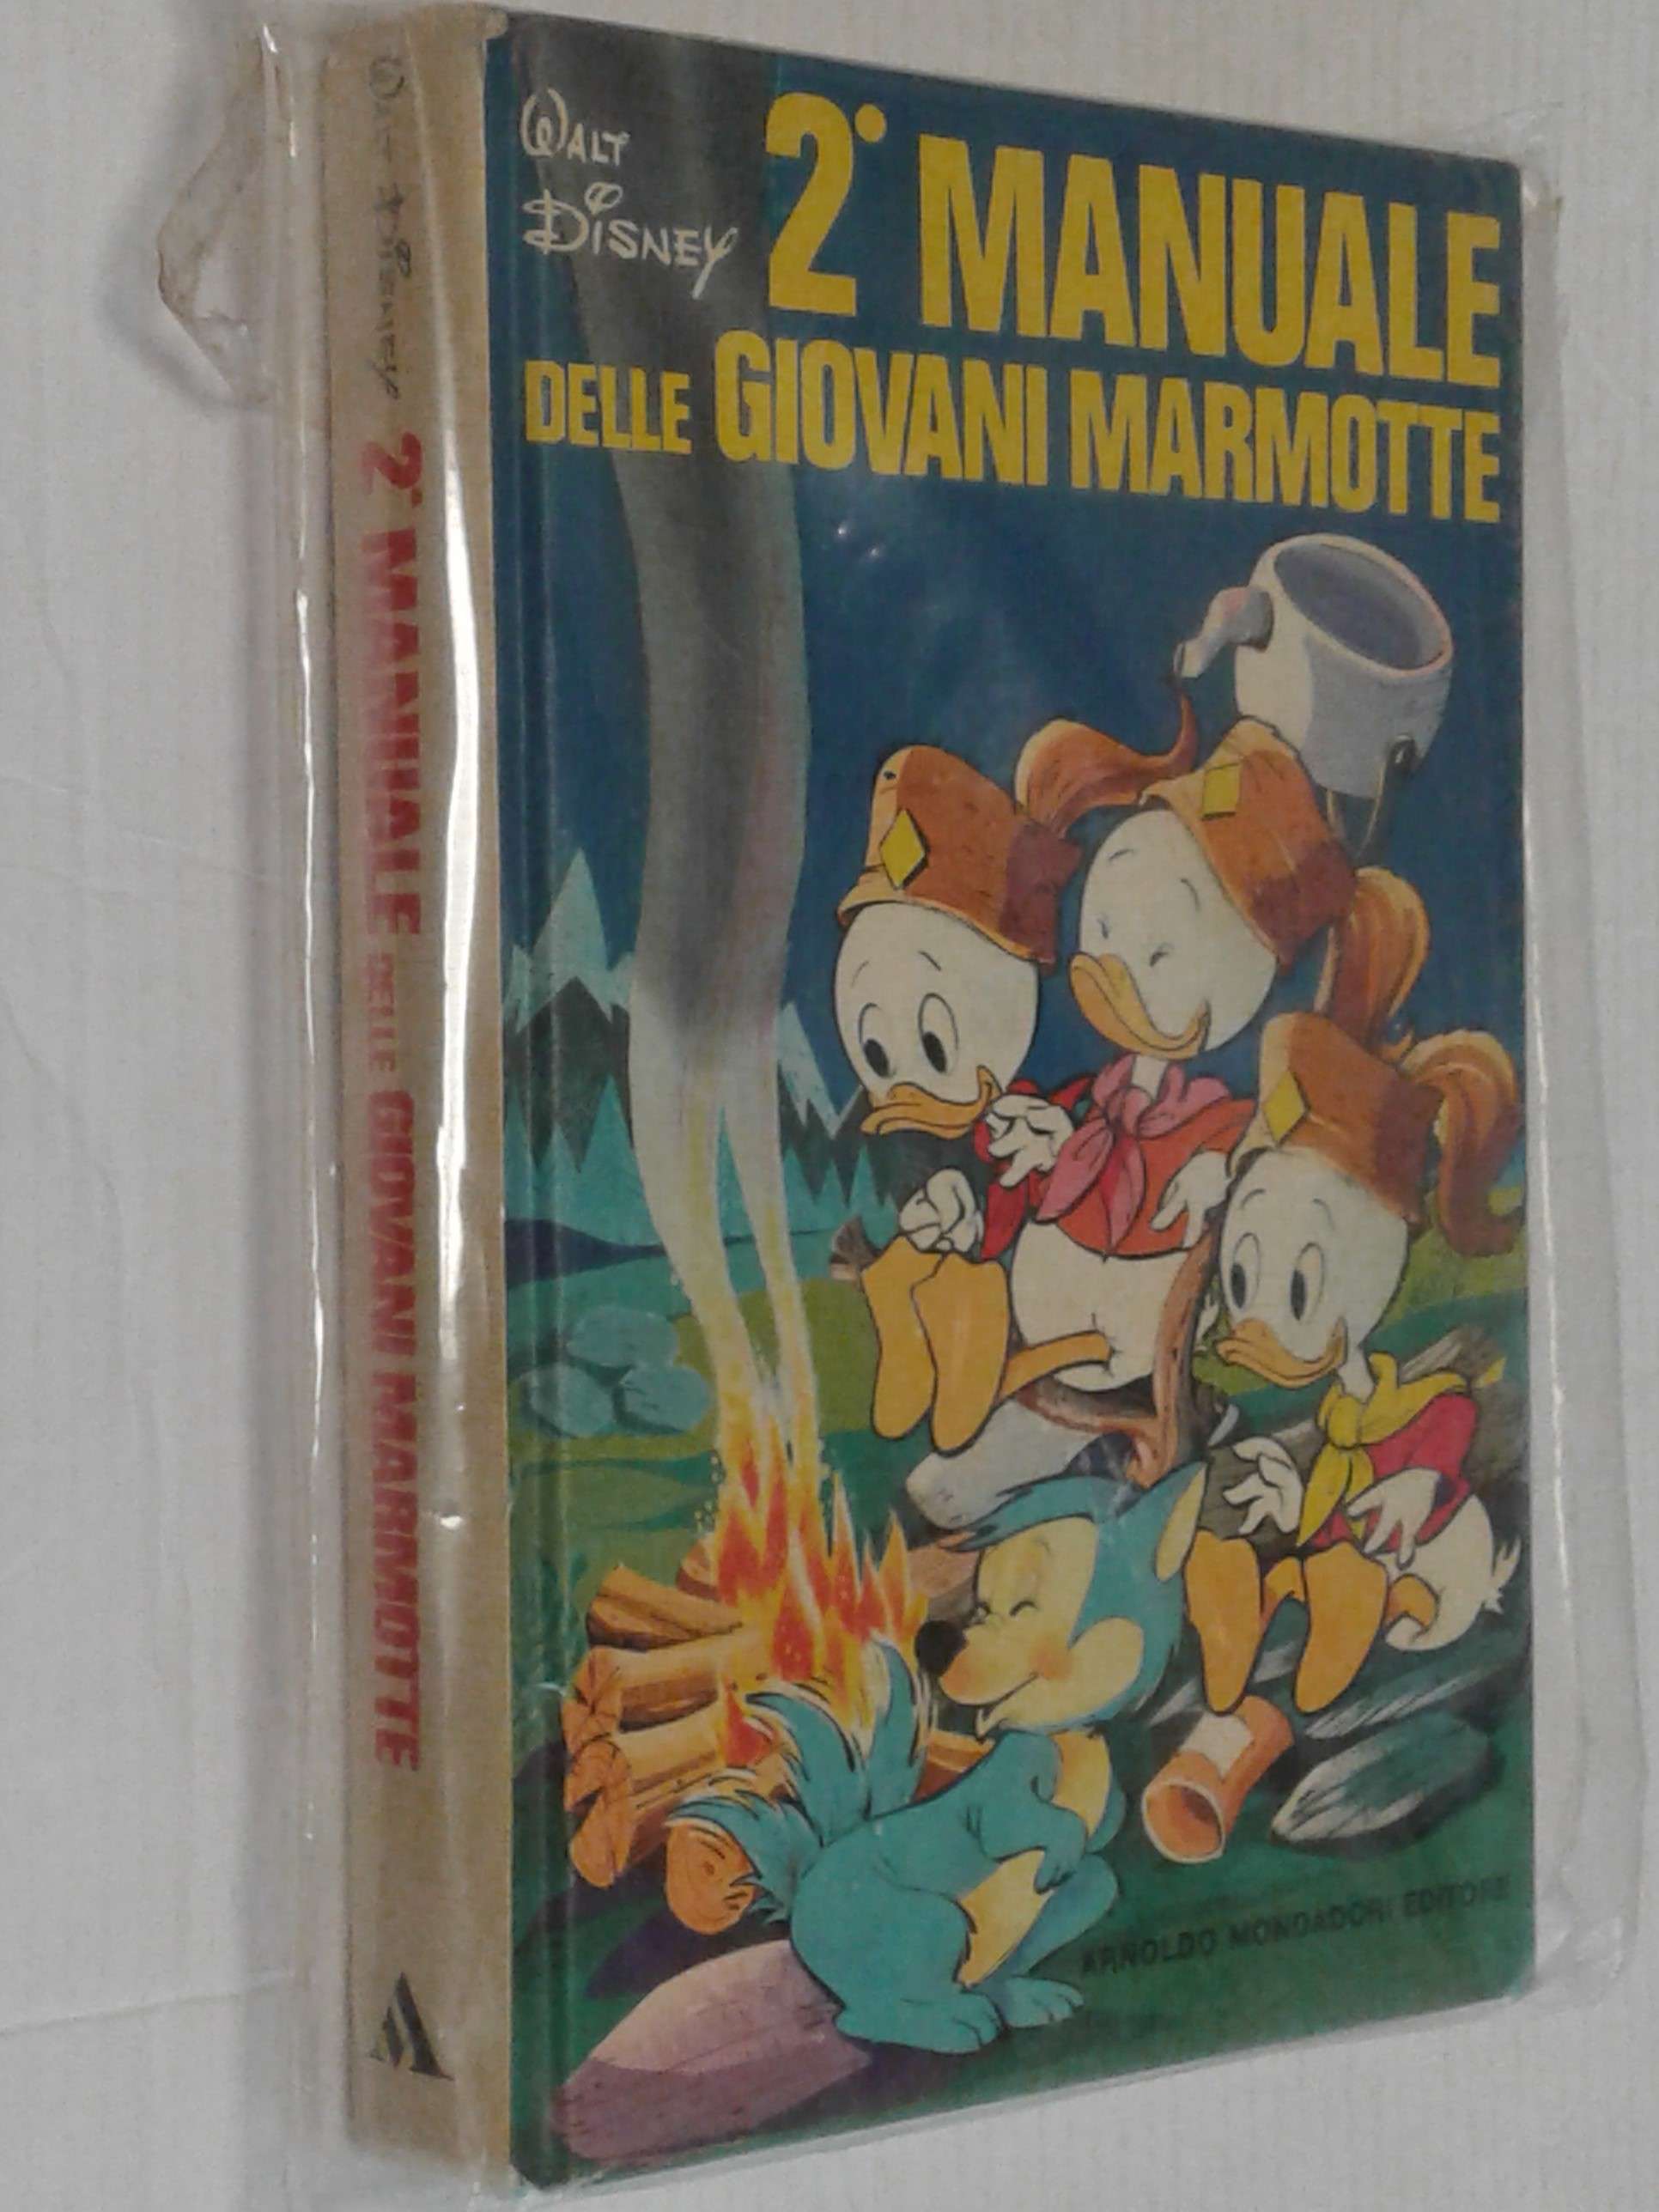 WALT DISNEY 2° MANUALE DELLE GIOVANI MARMOTTE
WALT
DISNEY
2° MANUALE
DELLE GIOVANI MARMOTTE
ARNOLDO MONDADORI EDITORE